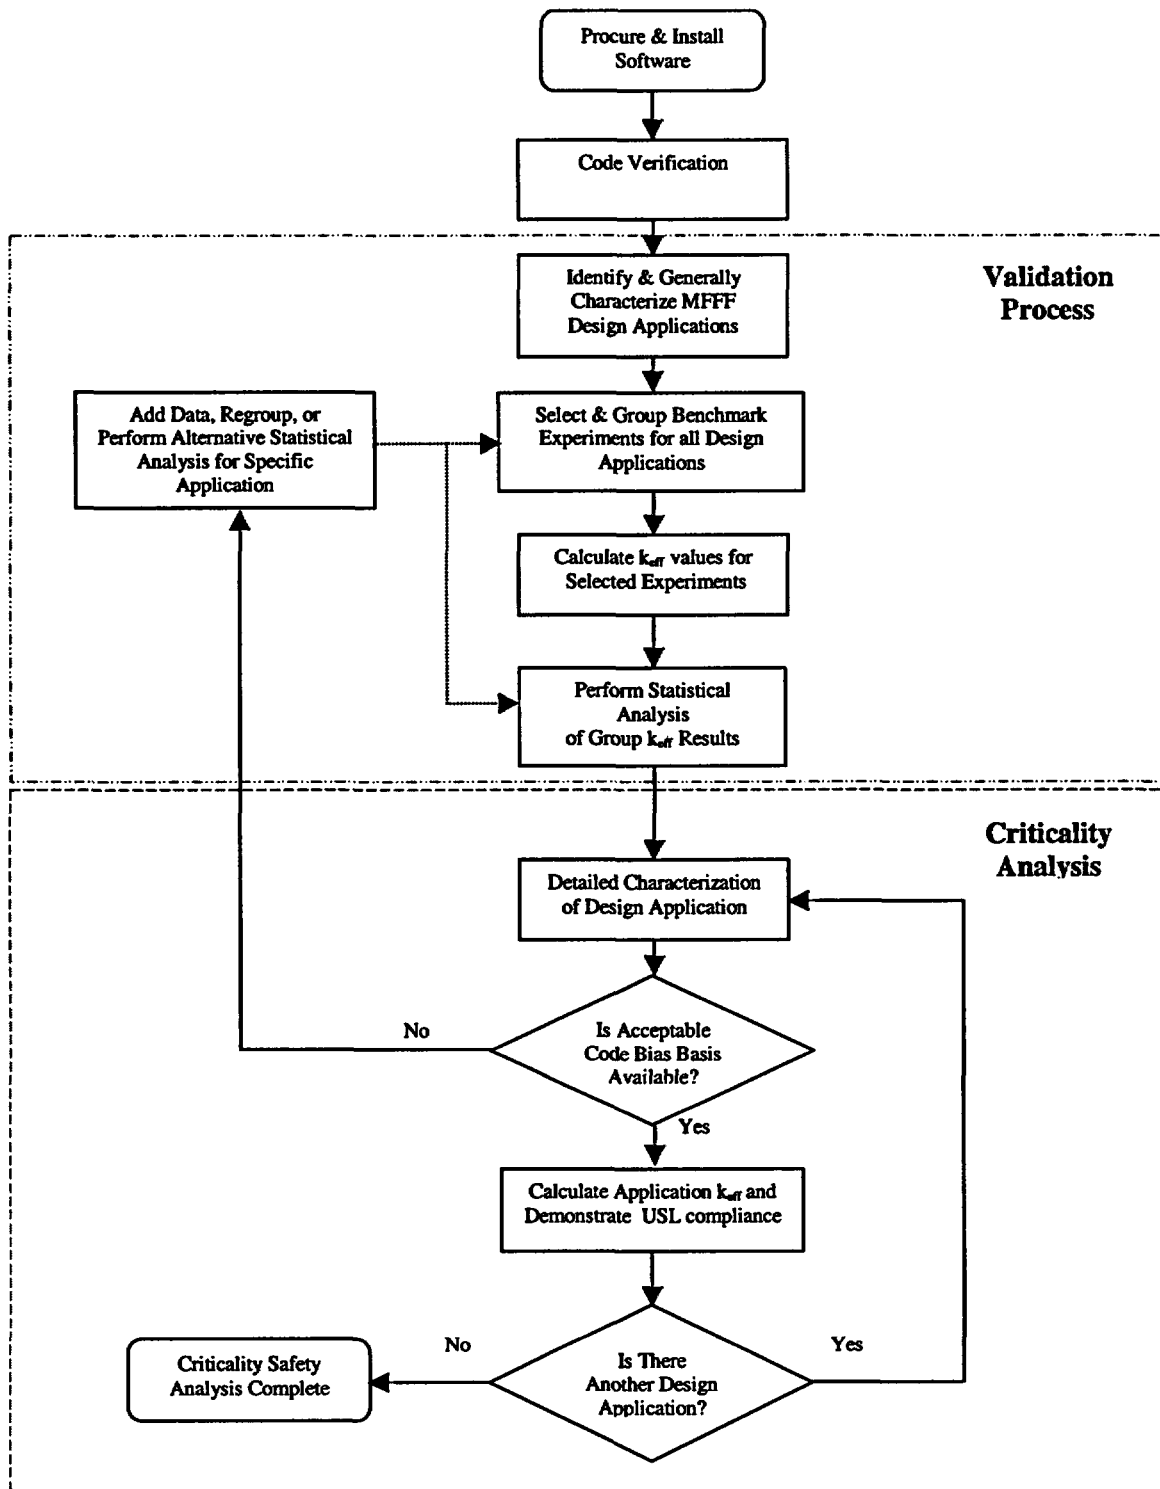 Procure & Install
Software
Code Verification
Validation
Process
Identify & Generally
Characterize MFFF
Design Applications
Add Data, Regroup, or
Perform Alternative Statistical
Analysis for Specific
Application
Select & Group Benchmark
Experiments for all Design
Applications
Calculate keff values for
Selected Experiments
Perform Statistical
Analysis
of Group keff Results
Criticality
Analysis
Detailed Characterization
of Design Application
No
Is Acceptable
Code Bias Basis
Available?
Yes
Calculate Application keff and
Demonstrate USL compliance
No
Yes
Is There
Another Design
Application?
Criticality Safety
Analysis Complete